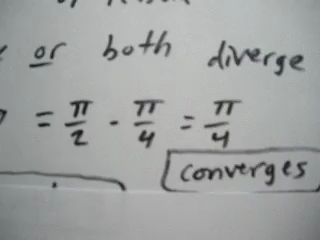 or both diverge
= π/2 - π/4 = π/4
converges